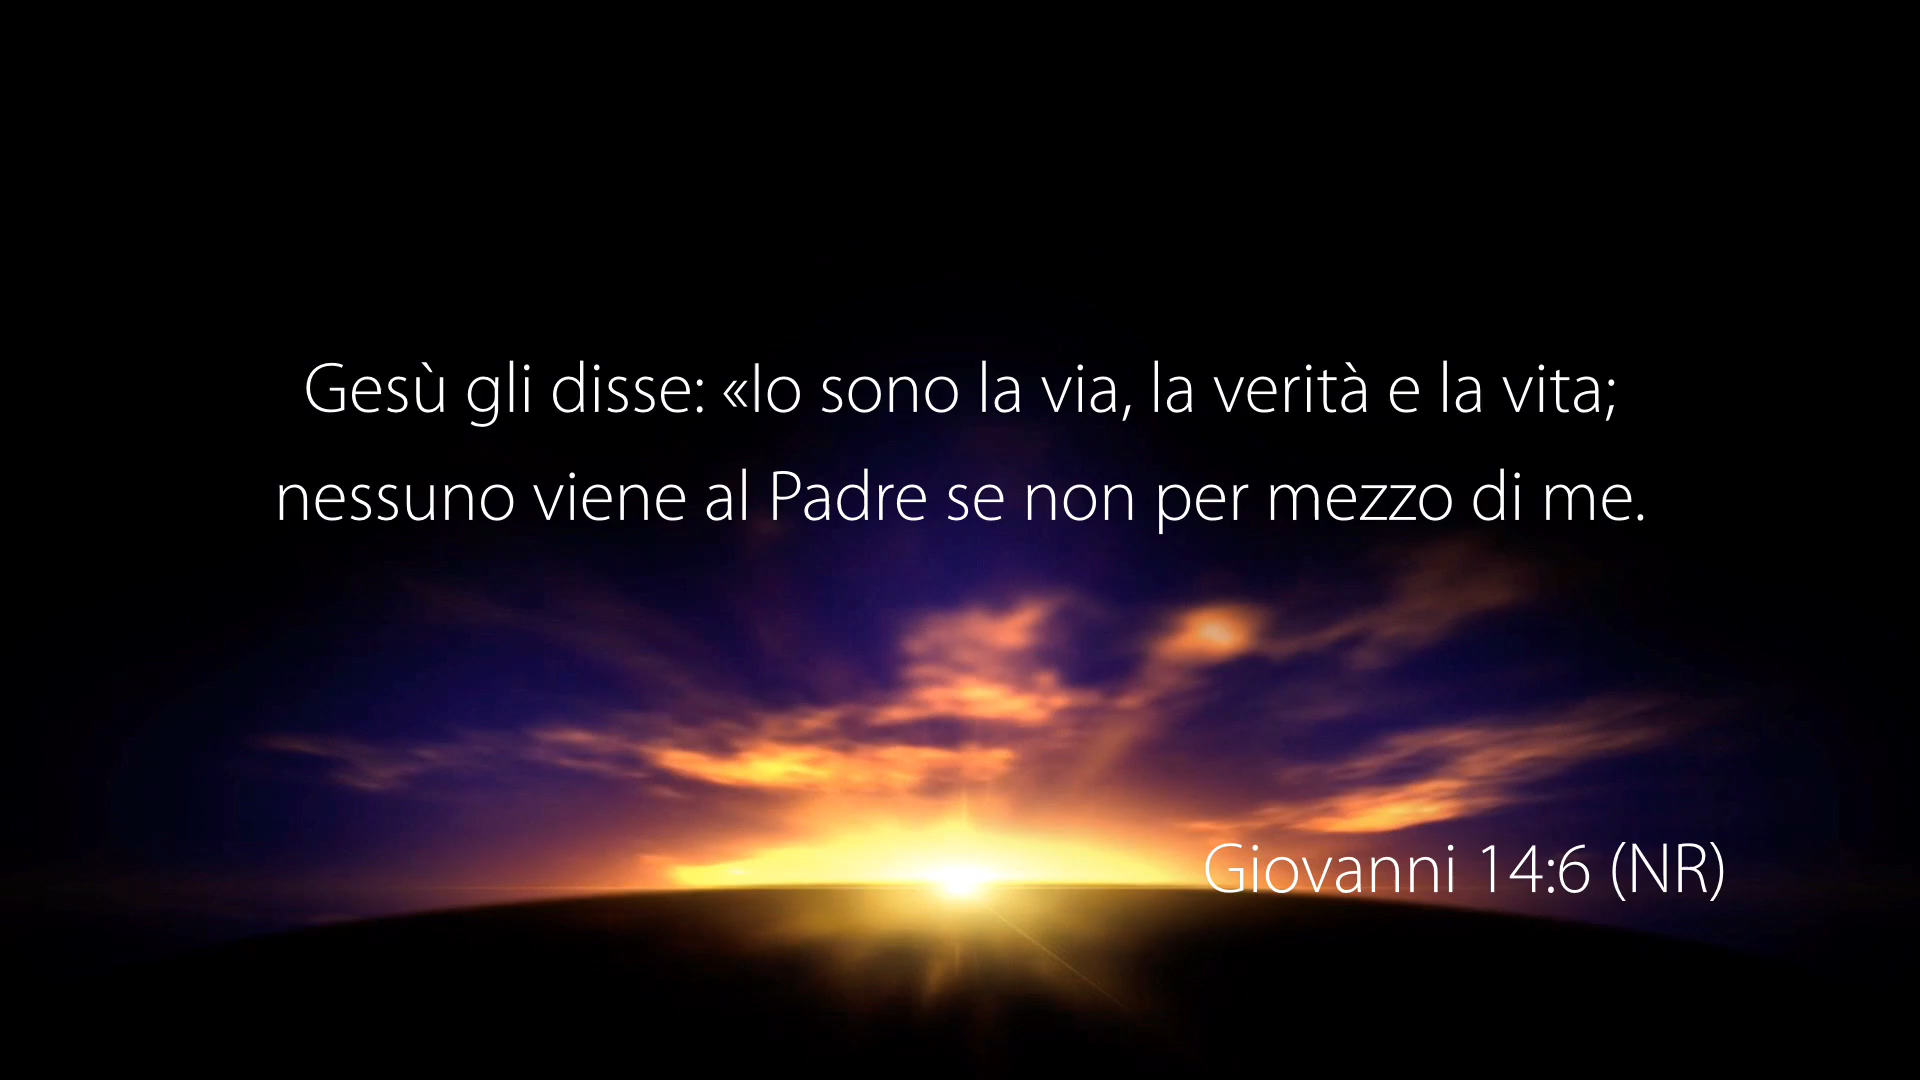 Gesù gli disse: «Io sono la via, la verità e la vita;
nessuno viene al Padre se non per mezzo di me.
Giovanni 14:6 (NR)